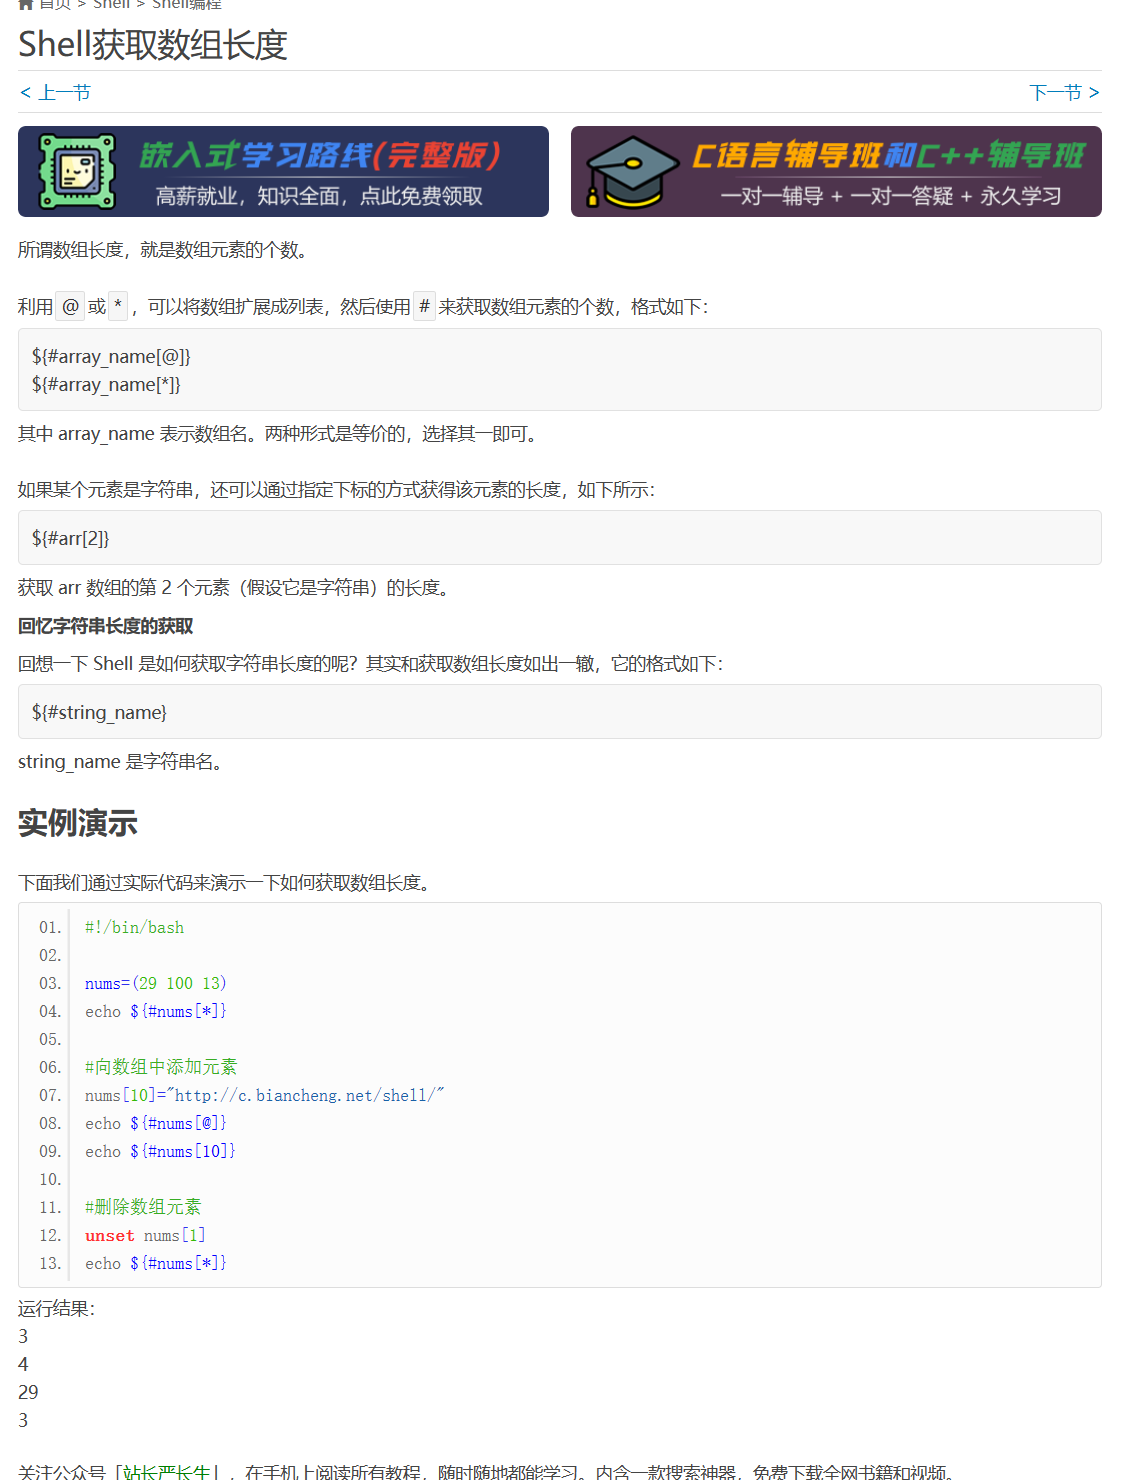 首页 > Shell > Shell编程
Shell获取数组长度
< 上一节
下一节 >
嵌入式学习路线(完整版)
高薪就业，知识全面，点此免费领取
C语言辅导班和C++辅导班
一对一辅导 + 一对一答疑 + 永久学习
所谓数组长度，就是数组元素的个数。
利用 @ 或 * ，可以将数组扩展成列表，然后使用 # 来获取数组元素的个数，格式如下：
${#array_name[@]}
${#array_name[*]}
其中 array_name 表示数组名。两种形式是等价的，选择其一即可。
如果某个元素是字符串，还可以通过指定下标的方式获得该元素的长度，如下所示：
${#arr[2]}
获取 arr 数组的第 2 个元素（假设它是字符串）的长度。
回忆字符串长度的获取
回想一下 Shell 是如何获取字符串长度的呢？其实和获取数组长度如出一辙，它的格式如下：
${#string_name}
string_name 是字符串名。
实例演示
下面我们通过实际代码来演示一下如何获取数组长度。
01. #!/bin/bash
02.
03. nums=(29 100 13)
04. echo ${#nums[*]}
05.
06. #向数组中添加元素
07. nums[10]="http://c.biancheng.net/shell/"
08. echo ${#nums[@]}
09. echo ${#nums[10]}
10.
11. #删除数组元素
12. unset nums[1]
13. echo ${#nums[*]}
运行结果：
3
4
29
3
关注公众号「站长严长生」，在手机上阅读所有教程，随时随地都能学习。内含一款搜索神器，免费下载全网书籍和视频。